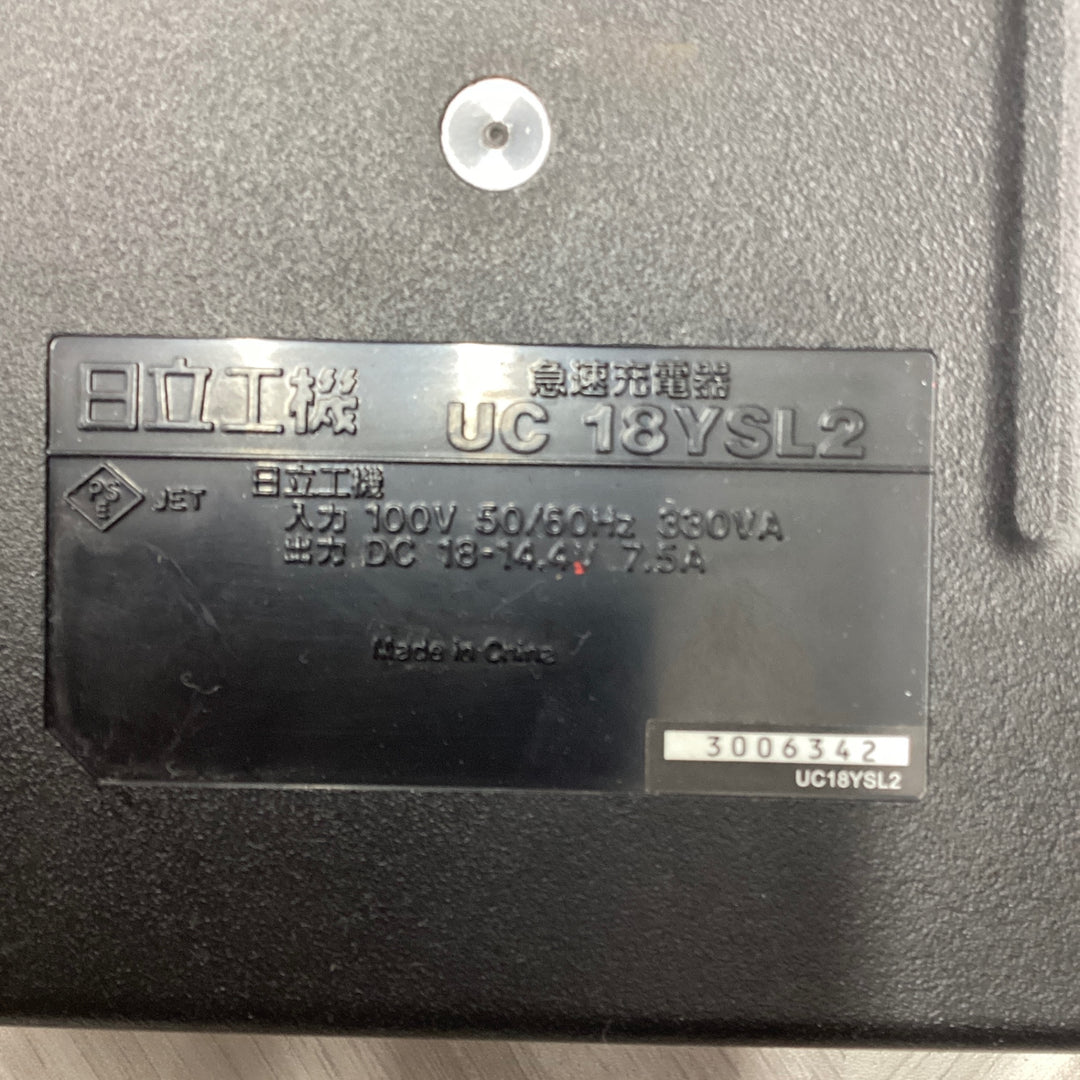 日立工機
急速充電器
UC 18YSL2
PSE JET
日立工機
入力 100V 50/60Hz 330VA
出力 DC 18-14.4V 7.5A
Made in China
3006342
UC18YSL2